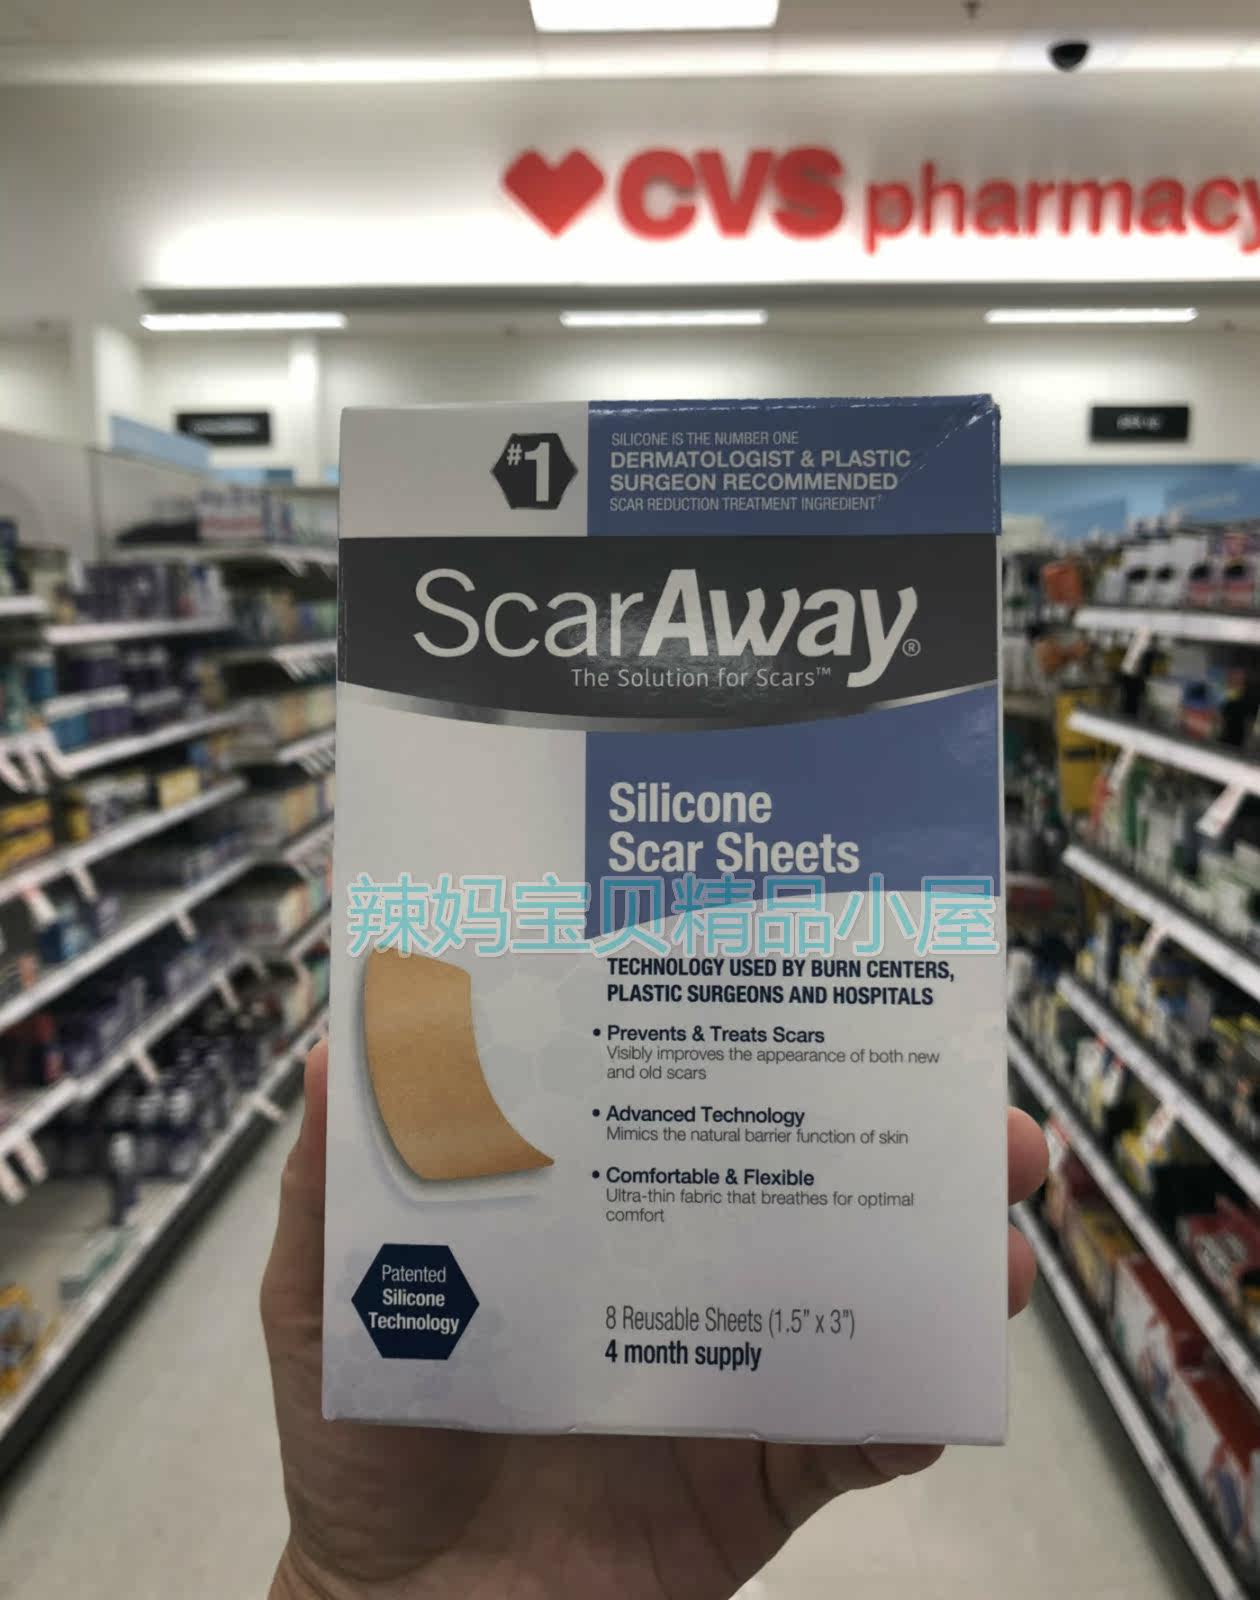 CVS pharmacy
#1
SILICONE IS THE NUMBER ONE
DERMATOLOGIST & PLASTIC
SURGEON RECOMMENDED
SCAR REDUCTION TREATMENT INGREDIENT†
ScarAway®
The Solution for Scars™
Silicone
Scar Sheets
辣妈宝贝精品小屋
TECHNOLOGY USED BY BURN CENTERS,
PLASTIC SURGEONS AND HOSPITALS
• Prevents & Treats Scars
Visibly improves the appearance of both new
and old scars
• Advanced Technology
Mimics the natural barrier function of skin
• Comfortable & Flexible
Ultra-thin fabric that breathes for optimal
comfort
Patented
Silicone
Technology
8 Reusable Sheets (1.5" x 3")
4 month supply